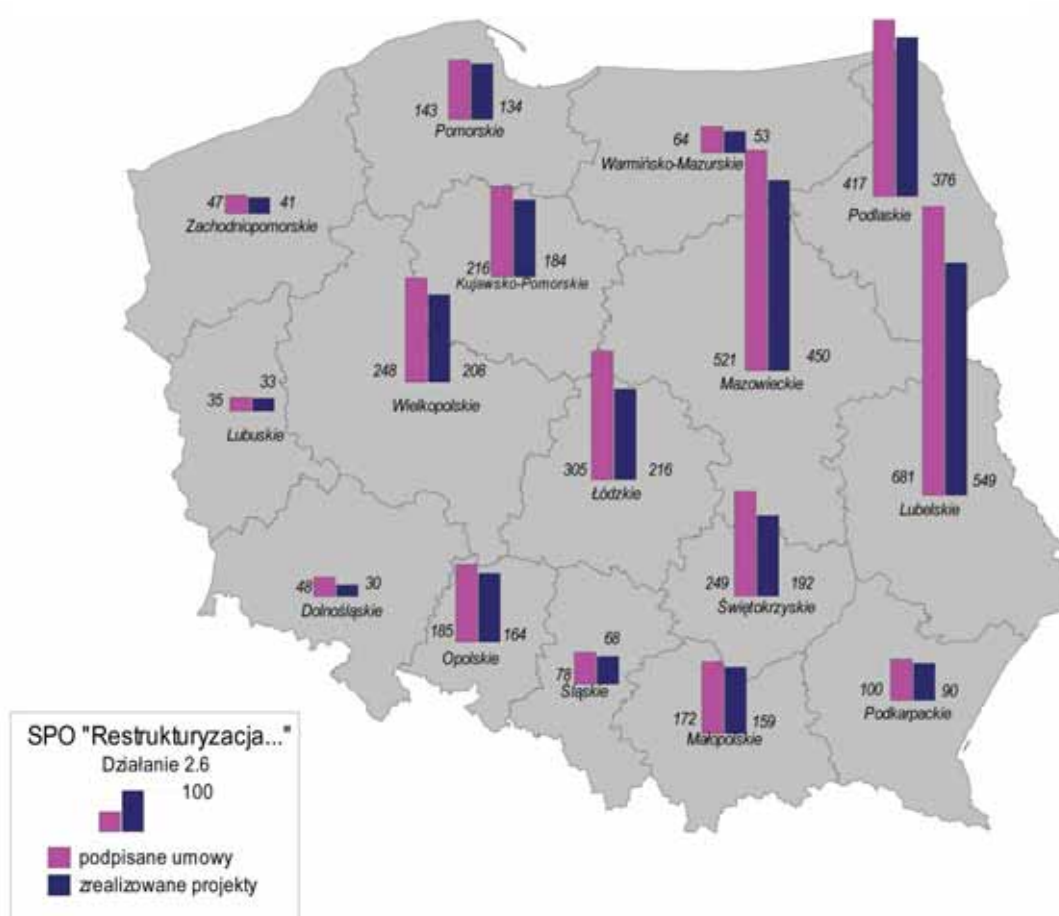 143 134
Pomorskie
64 53
Warmińsko-Mazurskie
417 376
Podlaskie
47 41
Zachodniopomorskie
216 184
Kujawsko-Pomorskie
248 206
Wielkopolskie
521 450
Mazowieckie
35 33
Lubuskie
305 216
Łódzkie
681 549
Lubelskie
249 192
Świętokrzyskie
48 30
Dolnośląskie
185 164
Opolskie
78 68
Śląskie
172 159
Małopolskie
100 90
Podkarpackie
SPO "Restrukturyzacja..."
Działanie 2.6
100
podpisane umowy
zrealizowane projekty